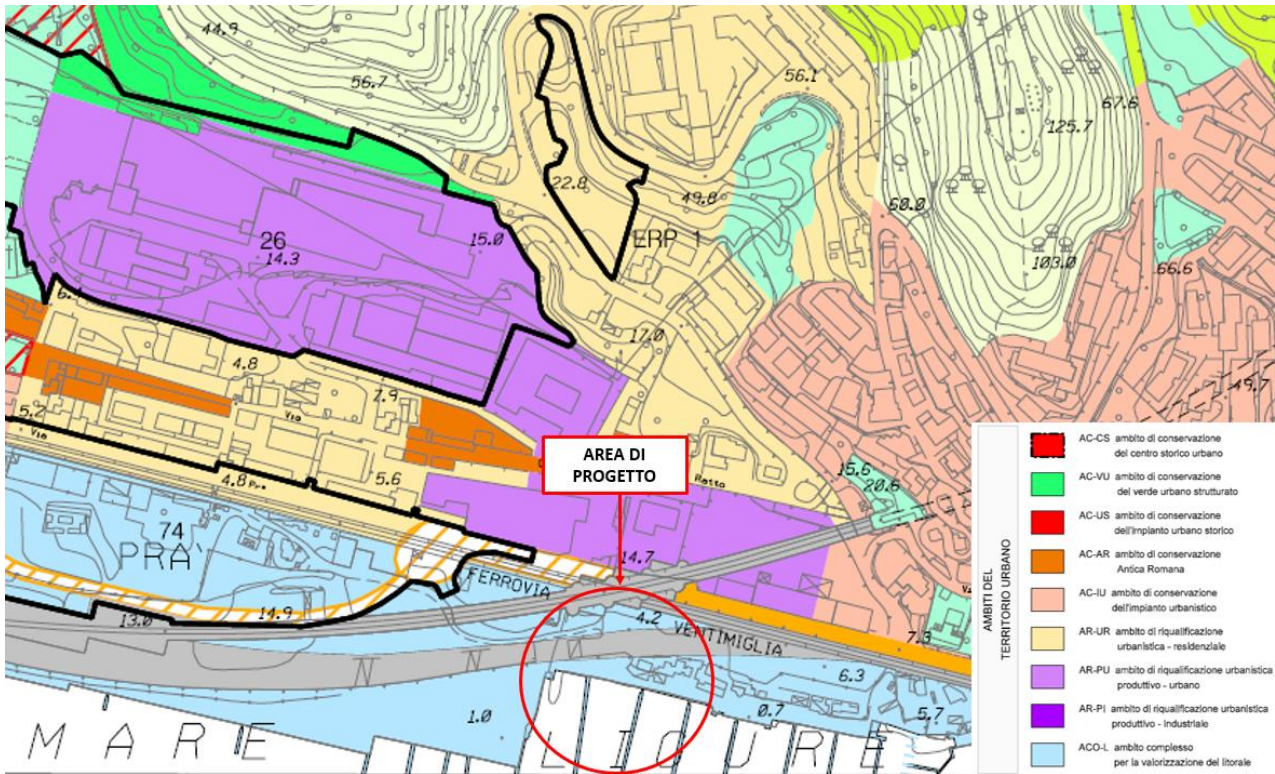 44.9
56.7
56.1
67.6
125.7
22.8
49.8
60.0
103.0
66.6
ERP 1
26
14.3
15.0
17.0
49.7
4.8
7.9
Via
5.2
Via
5.6
4.8
AREA DI
PROGETTO
Ratto
15.6
20.6
74
PRA'
14.7
FERROVIA
14.9
13.0
4.2
VENTIMIGLIA
7.3
6.3
1.0
0.7
5.7
MARE LIGURE
AMBITI DEL
TERRITORIO URBANO
AC-CS ambito di conservazione
del centro storico urbano
AC-VU ambito di conservazione
del verde urbano strutturato
AC-US ambito di conservazione
dell'impianto urbano storico
AC-AR ambito di conservazione
Antica Romana
AC-IU ambito di conservazione
dell'impianto urbanistico
AR-UR ambito di riqualificazione
urbanistica - residenziale
AR-PU ambito di riqualificazione urbanistica
produttivo - urbano
AR-PI ambito di riqualificazione urbanistica
produttivo - Industriale
ACO-L ambito complesso
per la valorizzazione del litorale